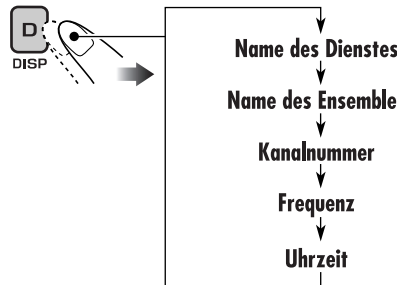 D
DISP
Name des Dienstes
Name des Ensemble
Kanalnummer
Frequenz
Uhrzeit